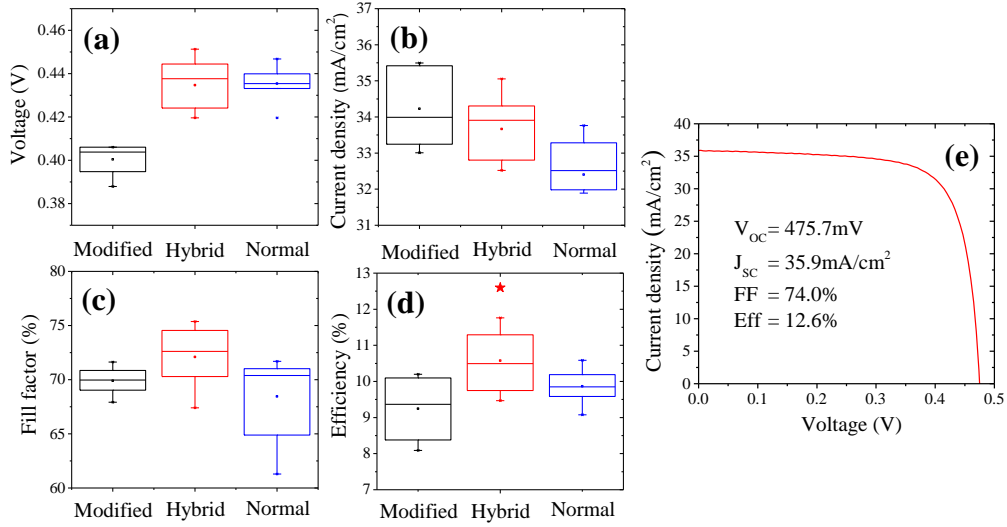 (a)
Voltage (V)
0.46
0.44
0.42
0.40
0.38
Modified Hybrid Normal
(b)
Current density (mA/cm²)
37
36
35
34
33
32
31
Modified Hybrid Normal
(c)
Fill factor (%)
80
75
70
65
60
Modified Hybrid Normal
(d)
Efficiency (%)
13
12
11
10
9
8
7
Modified Hybrid Normal
(e)
Current density (mA/cm²)
40
35
30
25
20
15
10
5
0
V_OC = 475.7mV
J_SC = 35.9mA/cm²
FF = 74.0%
Eff = 12.6%
0.0 0.1 0.2 0.3 0.4 0.5
Voltage (V)